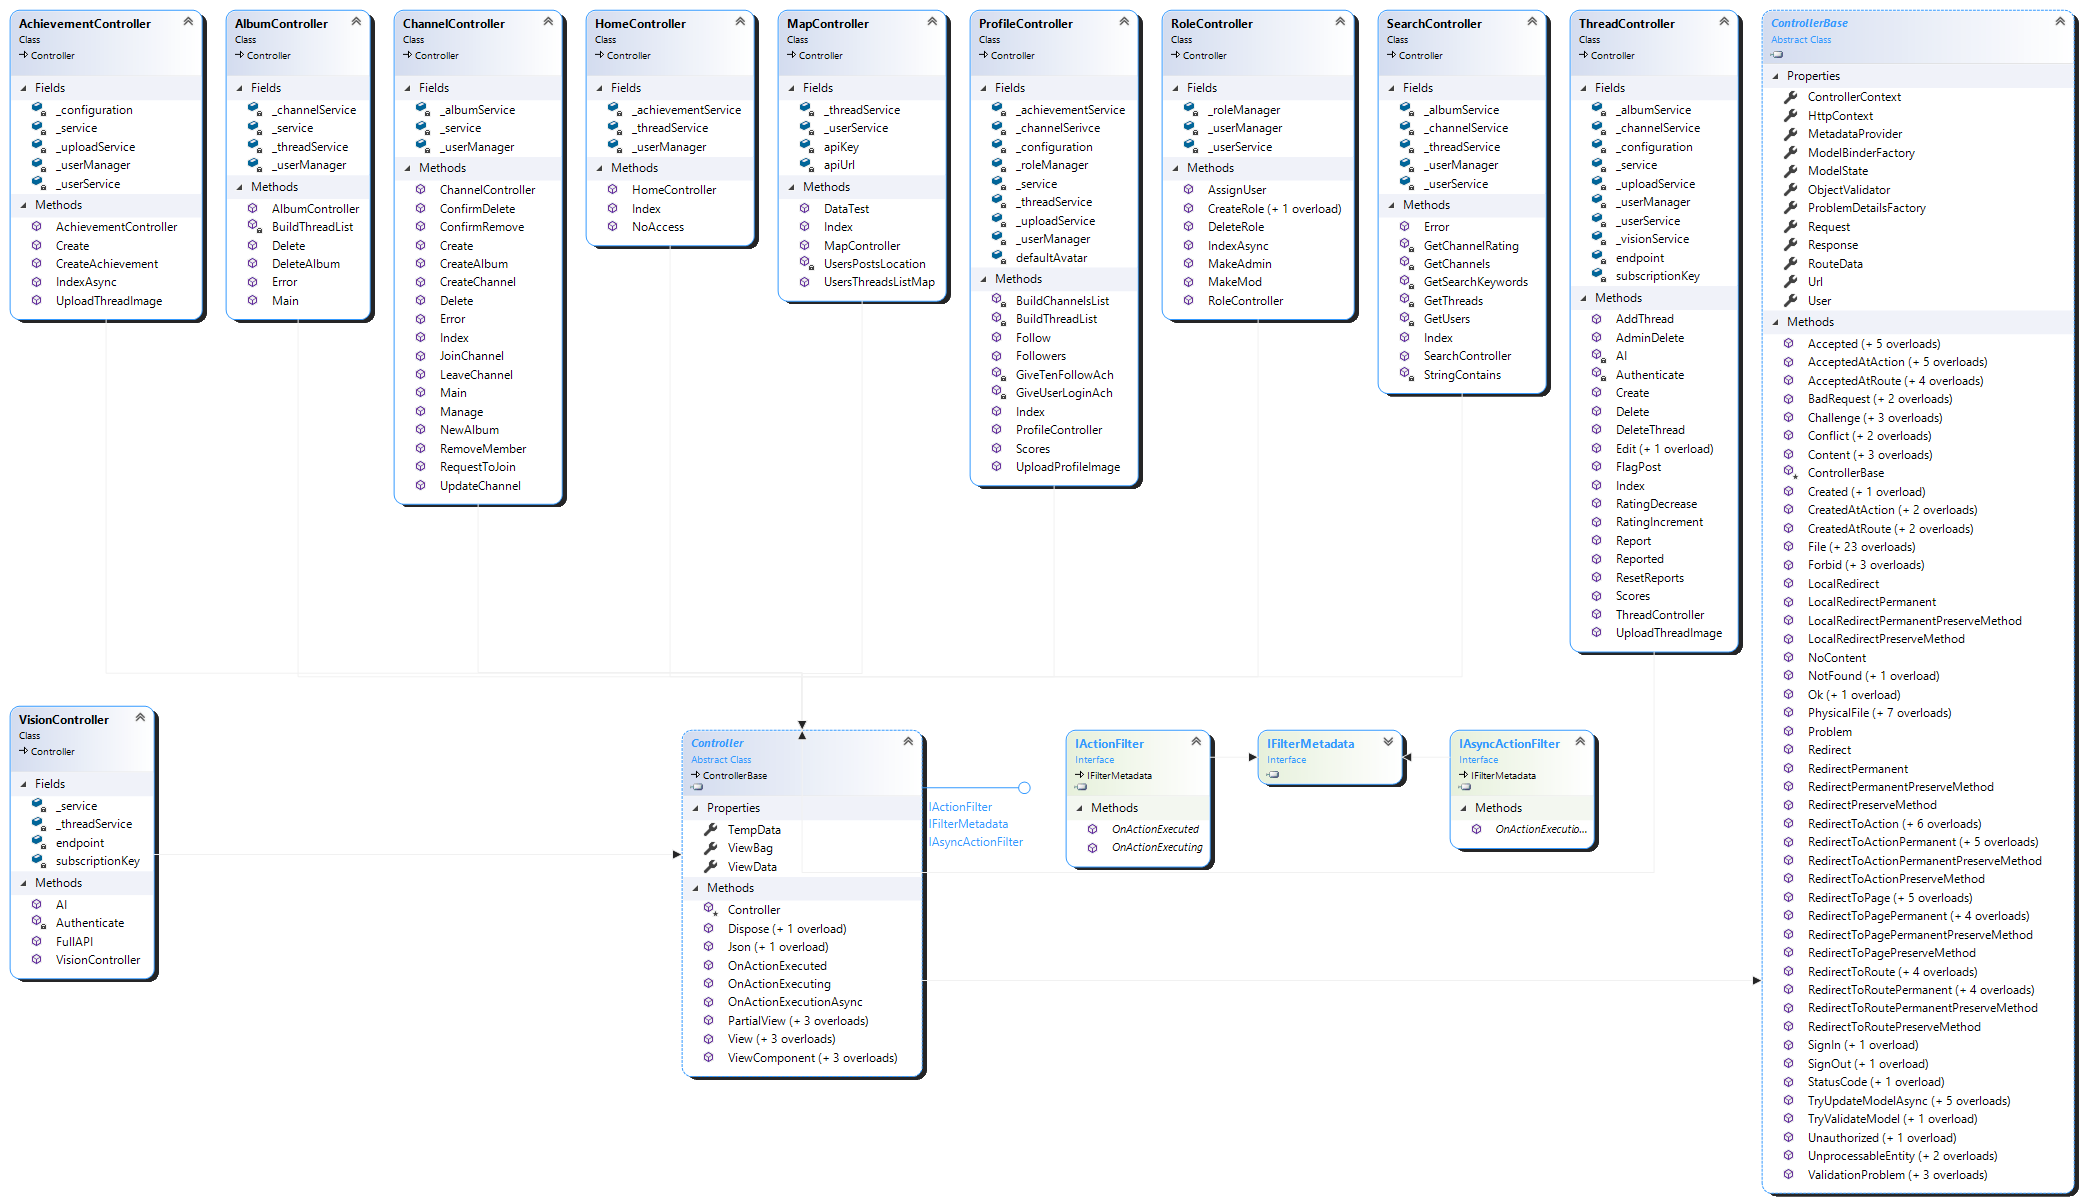 AchievementController
Class
Controller
Fields
_configuration
_service
_uploadService
_userManager
_userService
Methods
AchievementController
Create
CreateAchievement
IndexAsync
UploadThreadImage
AlbumController
Class
Controller
Fields
_channelService
_service
_threadService
_userManager
Methods
AlbumController
BuildThreadList
Delete
DeleteAlbum
Error
Main
ChannelController
Class
Controller
Fields
_albumService
_service
_userManager
Methods
ChannelController
ConfirmDelete
ConfirmRemove
Create
CreateAlbum
CreateChannel
Delete
Error
Index
JoinChannel
LeaveChannel
Main
Manage
NewAlbum
RemoveMember
RequestToJoin
UpdateChannel
HomeController
Class
Controller
Fields
_achievementService
_threadService
_userManager
Methods
HomeController
Index
NoAccess
MapController
Class
Controller
Fields
_threadService
_userService
apiKey
apiUrl
Methods
DataTest
Index
MapController
UsersPostsLocation
UsersThreadsListMap
ProfileController
Class
Controller
Fields
_achievementService
_channelSerivce
_configuration
_roleManager
_service
_threadService
_uploadService
_userManager
defaultAvatar
Methods
BuildChannelsList
BuildThreadList
Follow
Followers
GiveTenFollowAch
GiveUserLoginAch
Index
ProfileController
Scores
UploadProfileImage
RoleController
Class
Controller
Fields
_roleManager
_userManager
_userService
Methods
AssignUser
CreateRole (+ 1 overload)
DeleteRole
IndexAsync
MakeAdmin
MakeMod
RoleController
SearchController
Class
Controller
Fields
_albumService
_channelService
_threadService
_userManager
_userService
Methods
Error
GetChannelRating
GetChannels
GetSearchKeywords
GetThreads
GetUsers
Index
SearchController
StringContains
ThreadController
Class
Controller
Fields
_albumService
_channelService
_configuration
_service
_uploadService
_userManager
_userService
_visionService
endpoint
subscriptionKey
Methods
AddThread
AdminDelete
AI
Authenticate
Create
Delete
DeleteThread
Edit (+ 1 overload)
FlagPost
Index
RatingDecrease
RatingIncrement
Report
Reported
ResetReports
Scores
ThreadController
UploadThreadImage
ControllerBase
Abstract Class
Properties
ControllerContext
HttpContext
MetadataProvider
ModelBinderFactory
ModelState
ObjectValidator
ProblemDetailsFactory
Request
Response
RouteData
Url
User
Methods
Accepted (+ 5 overloads)
AcceptedAtAction (+ 5 overloads)
AcceptedAtRoute (+ 4 overloads)
BadRequest (+ 2 overloads)
Challenge (+ 3 overloads)
Conflict (+ 2 overloads)
Content (+ 3 overloads)
ControllerBase
Created (+ 1 overload)
CreatedAtAction (+ 2 overloads)
CreatedAtRoute (+ 2 overloads)
File (+ 23 overloads)
Forbid (+ 3 overloads)
LocalRedirect
LocalRedirectPermanent
LocalRedirectPermanentPreserveMethod
LocalRedirectPreserveMethod
NoContent
NotFound (+ 1 overload)
Ok (+ 1 overload)
PhysicalFile (+ 7 overloads)
Problem
Redirect
RedirectPermanent
RedirectPermanentPreserveMethod
RedirectPreserveMethod
RedirectToAction (+ 6 overloads)
RedirectToActionPermanent (+ 5 overloads)
RedirectToActionPermanentPreserveMethod
RedirectToActionPreserveMethod
RedirectToPage (+ 5 overloads)
RedirectToPagePermanent (+ 4 overloads)
RedirectToPagePermanentPreserveMethod
RedirectToPagePreserveMethod
RedirectToRoute (+ 4 overloads)
RedirectToRoutePermanent (+ 4 overloads)
RedirectToRoutePermanentPreserveMethod
RedirectToRoutePreserveMethod
SignIn (+ 1 overload)
SignOut (+ 1 overload)
StatusCode (+ 1 overload)
TryUpdateModelAsync (+ 5 overloads)
TryValidateModel (+ 1 overload)
Unauthorized (+ 1 overload)
UnprocessableEntity (+ 2 overloads)
ValidationProblem (+ 3 overloads)
VisionController
Class
Controller
Fields
_service
_threadService
endpoint
subscriptionKey
Methods
AI
Authenticate
FullAPI
VisionController
Controller
Abstract Class
ControllerBase
Properties
TempData
ViewBag
ViewData
Methods
Controller
Dispose (+ 1 overload)
Json (+ 1 overload)
OnActionExecuted
OnActionExecuting
OnActionExecutionAsync
PartialView (+ 3 overloads)
View (+ 3 overloads)
ViewComponent (+ 3 overloads)
IActionFilter
IFilterMetadata
IAsyncActionFilter
IActionFilter
Interface
IFilterMetadata
Methods
OnActionExecuted
OnActionExecuting
IFilterMetadata
Interface
IAsyncActionFilter
Interface
IFilterMetadata
Methods
OnActionExecutio...